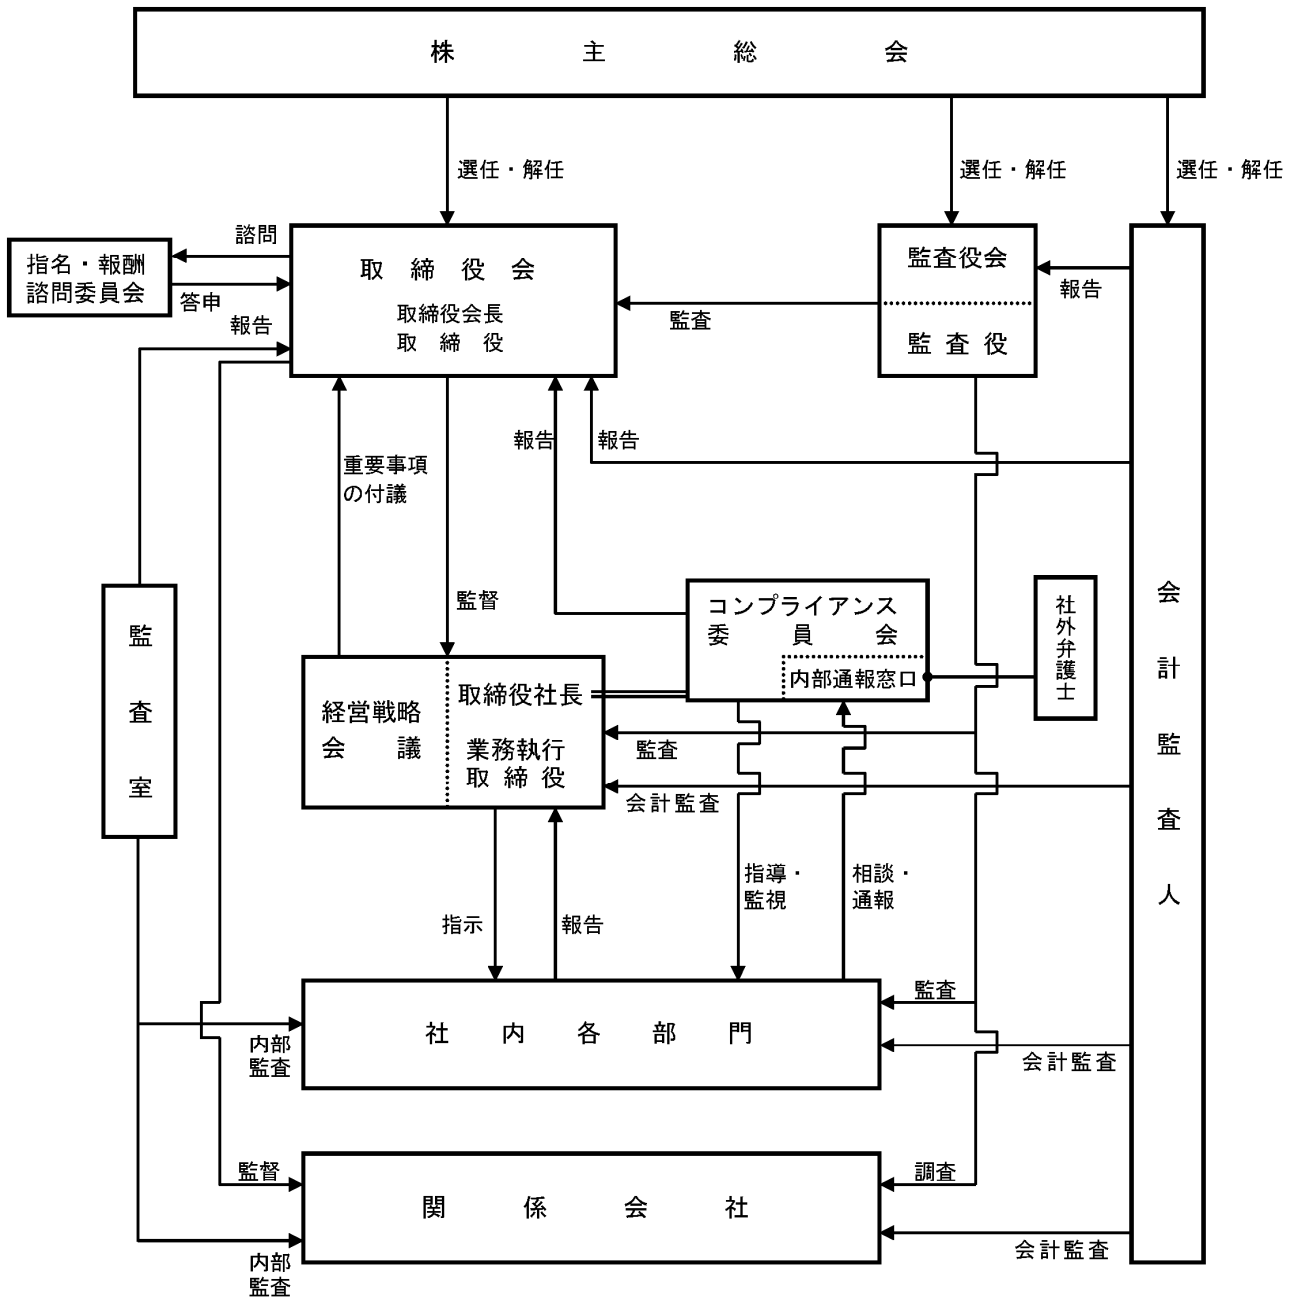 株主総会
選任・解任
選任・解任
選任・解任
諮問
指名・報酬
諮問委員会
答申
報告
取締役会
取締役会長
取締役
監査
監査役会
監査役
報告
重要事項
の付議
報告
報告
監督
監査室
コンプライアンス
委員会
内部通報窓口
社外弁護士
会計監査人
経営戦略
会議
取締役社長
業務執行
取締役
監査
会計監査
指示
報告
指導・
監視
相談・
通報
社内各部門
内部
監査
監査
会計監査
関係会社
監督
内部
監査
調査
会計監査